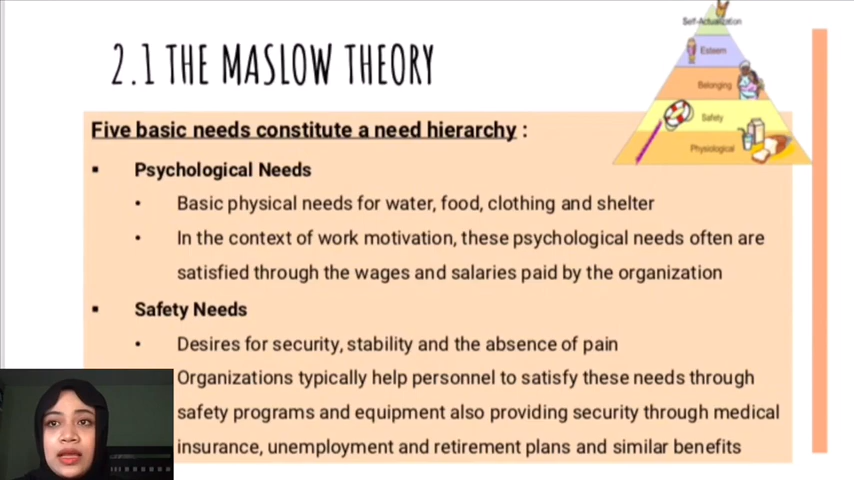 2.1 THE MASLOW THEORY
Self-Actualization
Esteem
Belonging
Safety
Physiological
Five basic needs constitute a need hierarchy :
Psychological Needs
Basic physical needs for water, food, clothing and shelter
In the context of work motivation, these psychological needs often are
satisfied through the wages and salaries paid by the organization
Safety Needs
Desires for security, stability and the absence of pain
Organizations typically help personnel to satisfy these needs through
safety programs and equipment also providing security through medical
insurance, unemployment and retirement plans and similar benefits